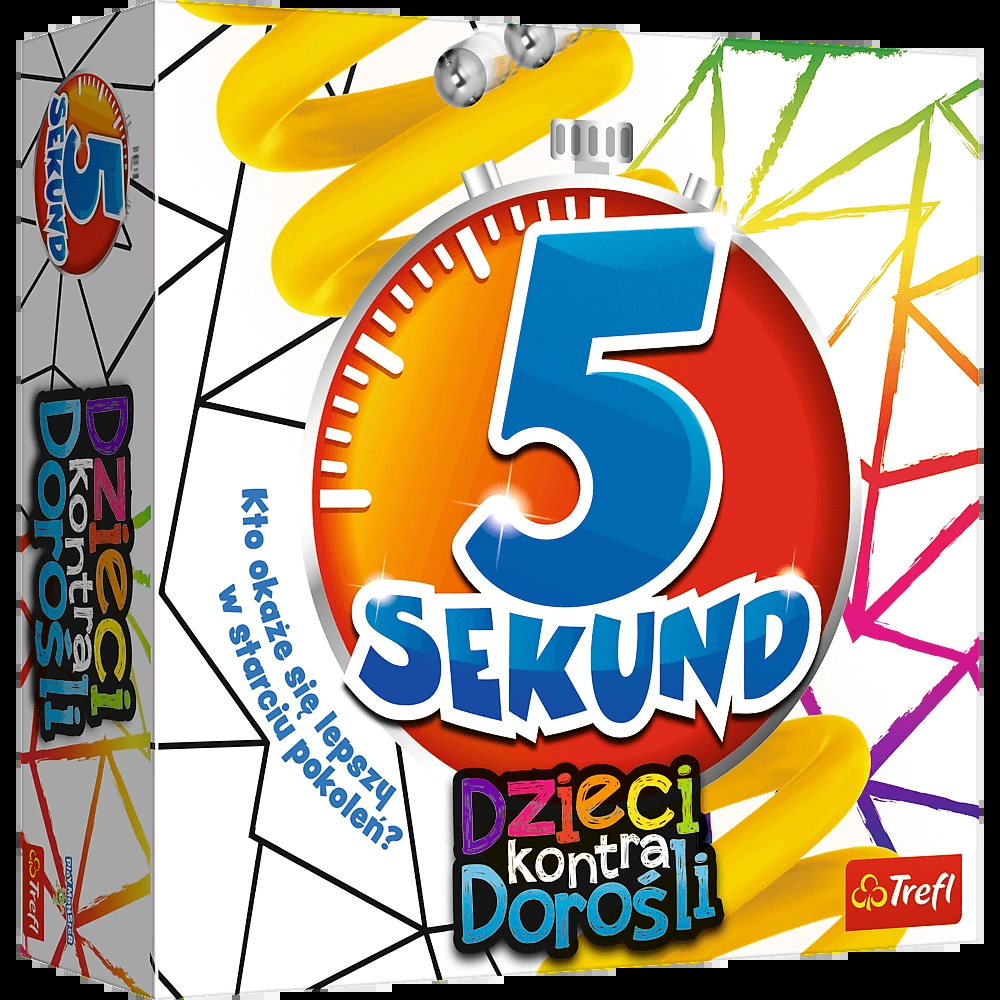 5
SEKUND
Dzieci
kontra
Dorośli
Kto okaże się lepszy
w starciu pokoleń?
Trefl
5
SEKUND
Dzieci
kontra
Dorośli
Trefl